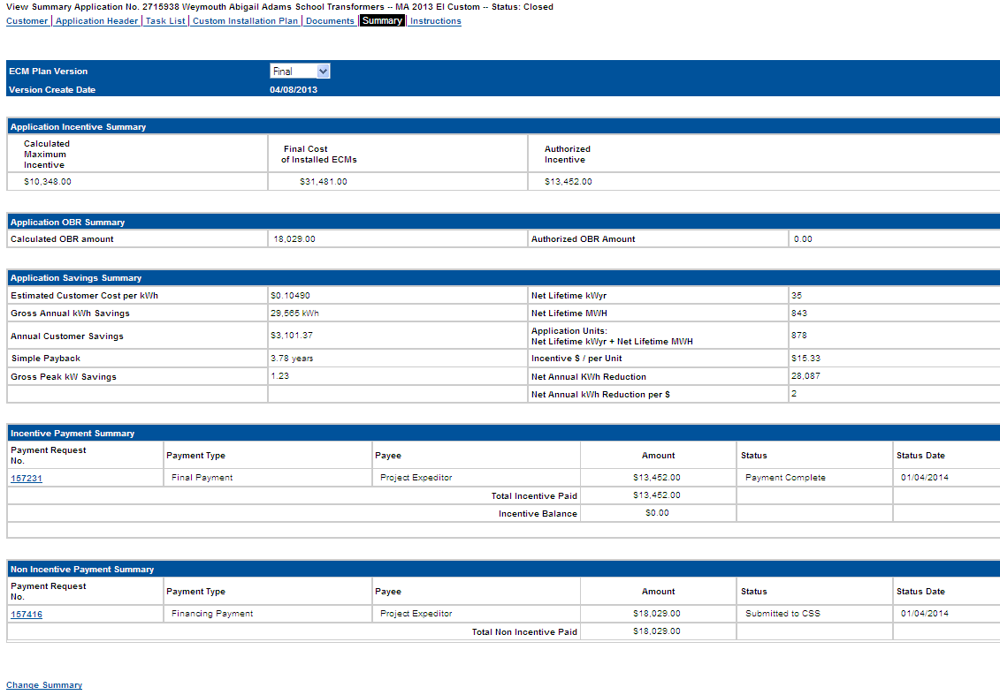 View Summary Application No. 2715938 Weymouth Abigail Adams School Transformers -- MA 2013 EI Custom -- Status: Closed
Customer | Application Header | Task List | Custom Installation Plan | Documents | Summary | Instructions
ECM Plan Version Final
Version Create Date 04/08/2013
Application Incentive Summary
Calculated
Maximum
Incentive
Final Cost
of Installed ECMs
Authorized
Incentive
$10,348.00 $31,481.00 $13,452.00
Application OBR Summary
Calculated OBR amount 18,029.00 Authorized OBR Amount 0.00
Application Savings Summary
Estimated Customer Cost per kWh $0.10490 Net Lifetime kWyr 35
Gross Annual kWh Savings 29,565 kWh Net Lifetime MWH 843
Annual Customer Savings $3,101.37
Application Units:
Net Lifetime kWyr + Net Lifetime MWH
878
Simple Payback 3.78 years Incentive $ / per Unit $15.33
Gross Peak kW Savings 1.23 Net Annual KWh Reduction 28,087
Net Annual kWh Reduction per $ 2
Incentive Payment Summary
Payment Request
No.
Payment Type Payee Amount Status Status Date
157231 Final Payment Project Expeditor $13,452.00 Payment Complete 01/04/2014
Total Incentive Paid $13,452.00
Incentive Balance $0.00
Non Incentive Payment Summary
Payment Request
No.
Payment Type Payee Amount Status Status Date
157416 Financing Payment Project Expeditor $18,029.00 Submitted to CSS 01/04/2014
Total Non Incentive Paid $18,029.00
Change Summary